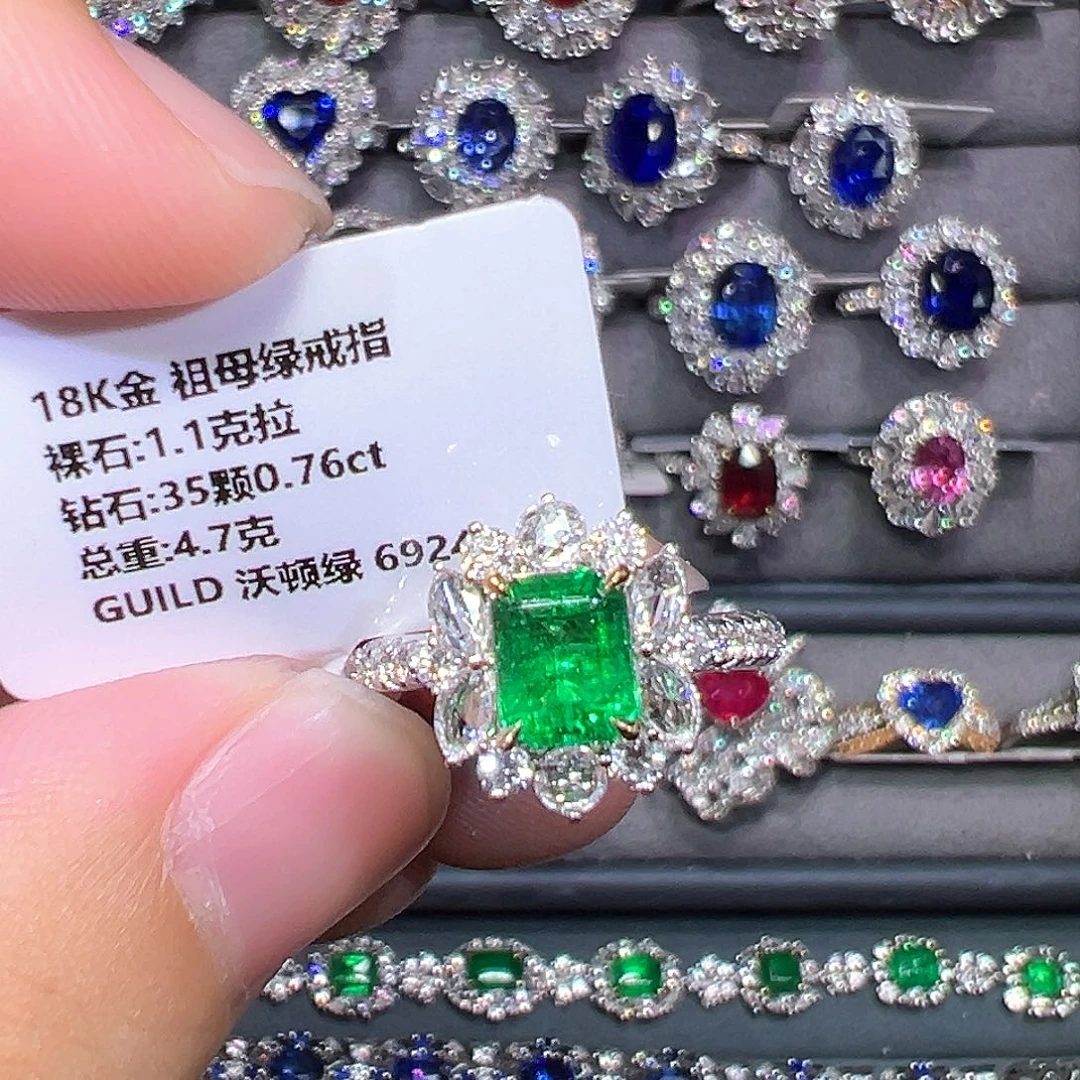 18K金 祖母绿戒指
裸石:1.1克拉
钻石:35颗0.76ct
总重:4.7克
GUILD 沃顿绿 6924